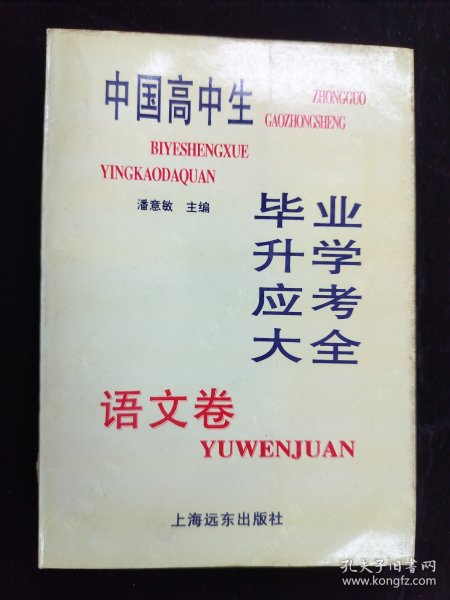 中国高中生
ZHONGGUO
GAOZHONGSHENG
BIYESHENGXUE
YINGKAODAQUAN
潘意敏 主编
毕业
升学
应考
大全
语文卷
YUWENJUAN
上海远东出版社
孔夫子旧书网
www.kongfz.com